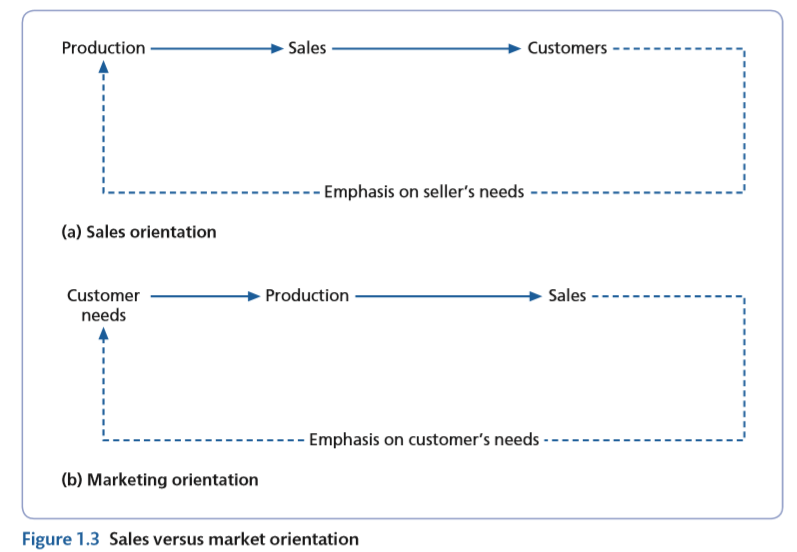 Production
Sales
Customers
Emphasis on seller’s needs
(a) Sales orientation
Customer
needs
Production
Sales
Emphasis on customer’s needs
(b) Marketing orientation
Figure 1.3 Sales versus market orientation